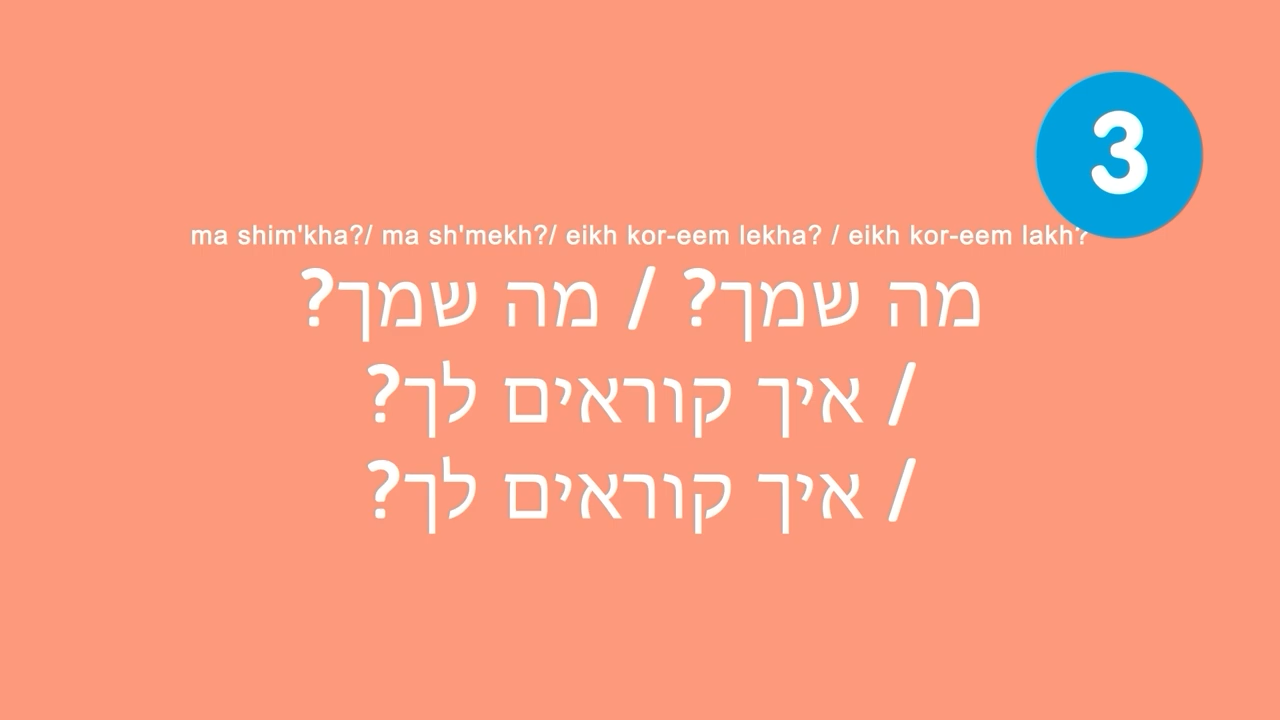 3
ma shim'kha?/ ma sh'mekh?/ eikh kor-eem lekha? / eikh kor-eem lakh?
מה שמך? / מה שמך?
/ איך קוראים לך?
/ איך קוראים לך?